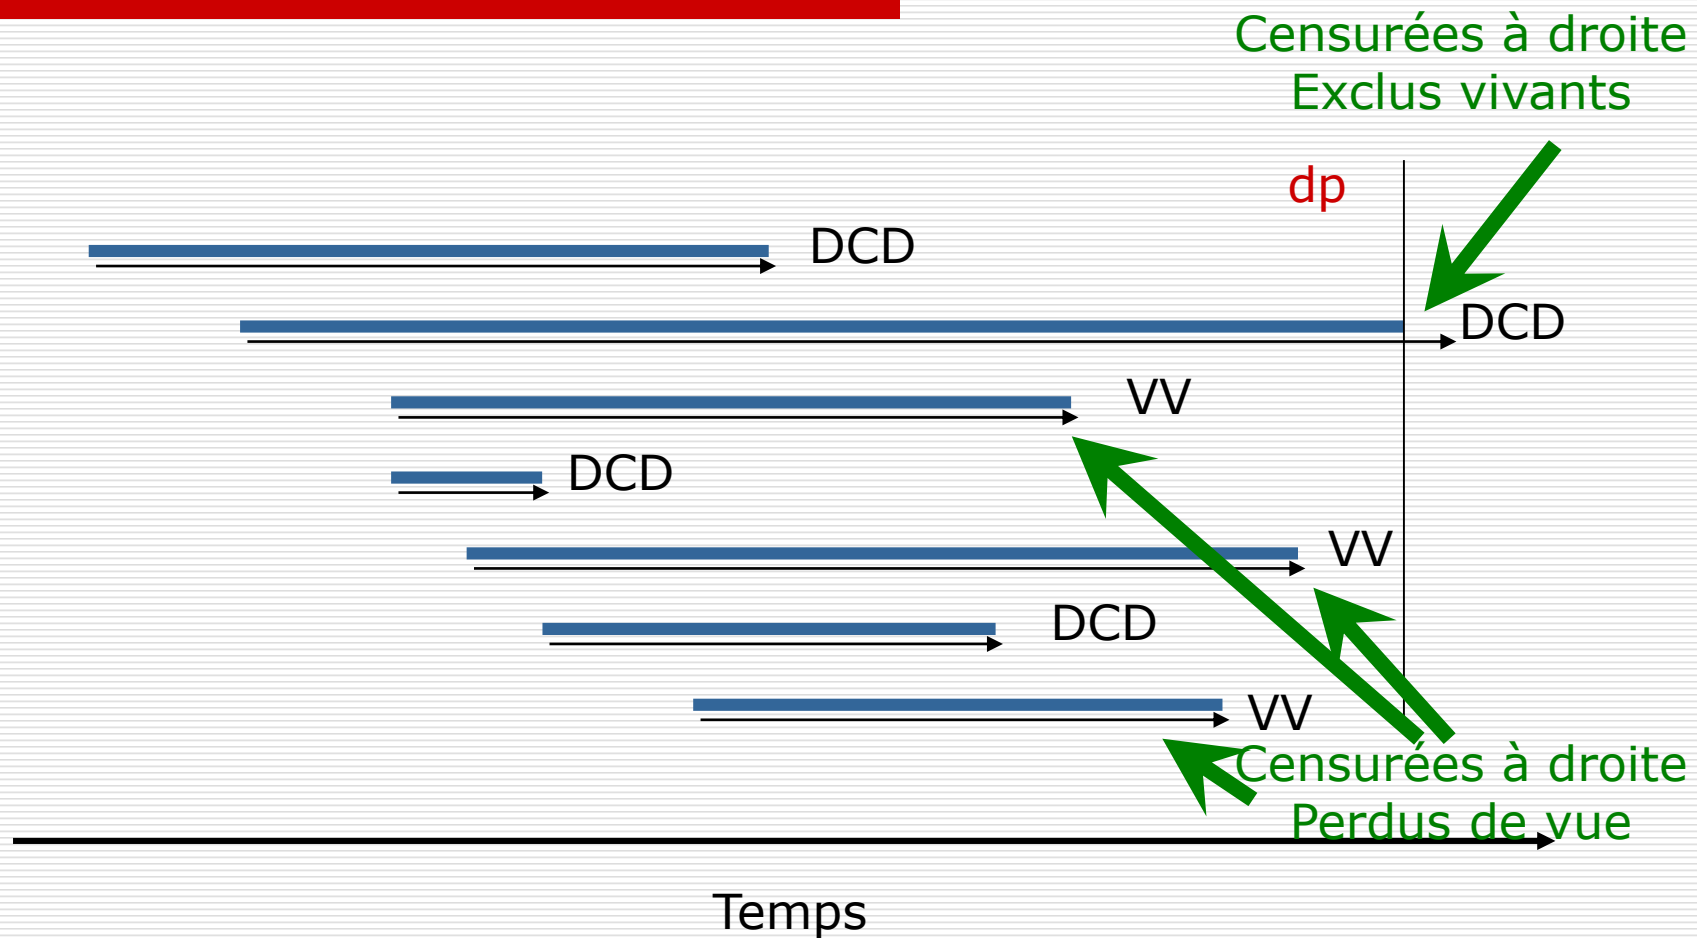 Censurées à droite
Exclus vivants
dp
DCD
DCD
VV
DCD
VV
DCD
VV
Censurées à droite
Perdus de vue
Temps